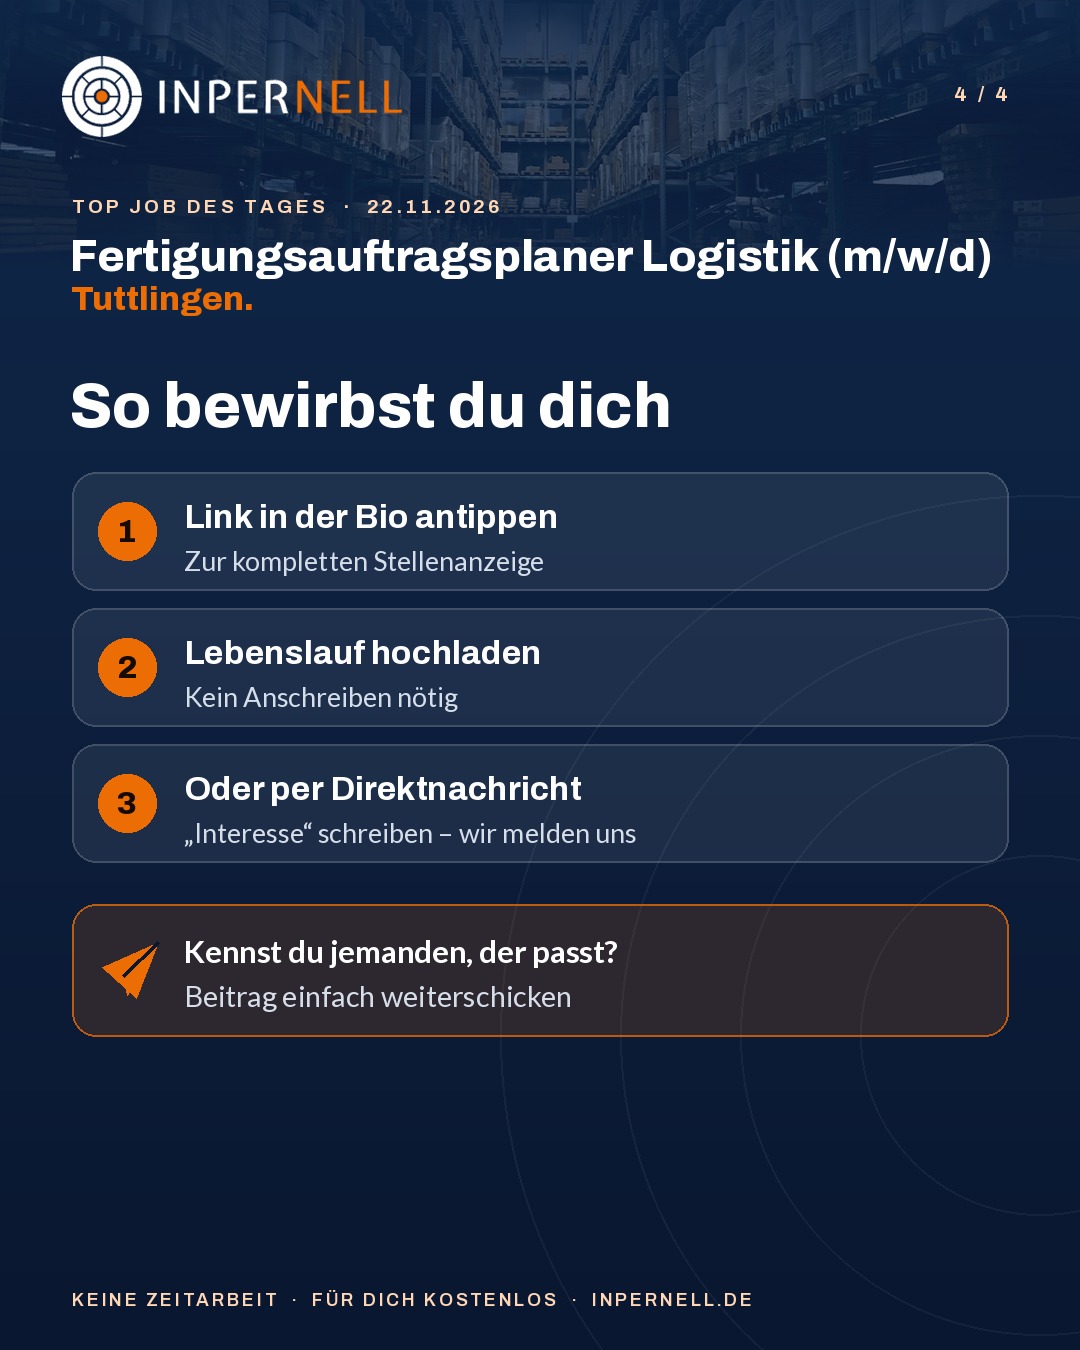 INPERNELL
4 / 4
TOP JOB DES TAGES · 22.11.2026
Fertigungsauftragsplaner Logistik (m/w/d)
Tuttlingen.
So bewirbst du dich
1
Link in der Bio antippen
Zur kompletten Stellenanzeige
2
Lebenslauf hochladen
Kein Anschreiben nötig
3
Oder per Direktnachricht
„Interesse“ schreiben – wir melden uns
Kennst du jemanden, der passt?
Beitrag einfach weiterschicken
KEINE ZEITARBEIT · FÜR DICH KOSTENLOS · INPERNELL.DE